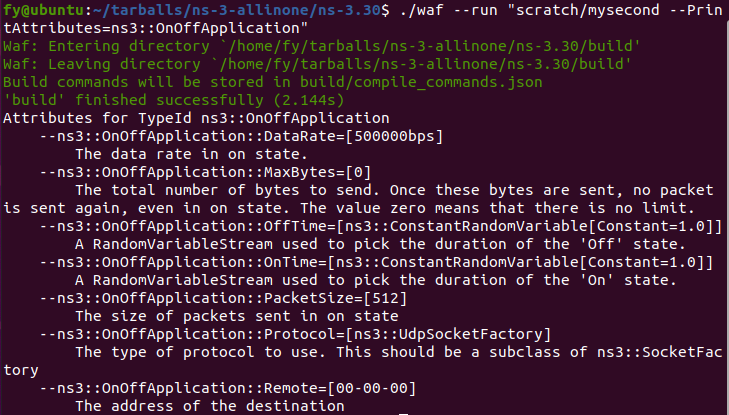 fy@ubuntu:~/tarballs/ns-3-allinone/ns-3.30$ ./waf --run "scratch/mysecond --Prin
tAttributes=ns3::OnOffApplication"
Waf: Entering directory `/home/fy/tarballs/ns-3-allinone/ns-3.30/build'
Waf: Leaving directory `/home/fy/tarballs/ns-3-allinone/ns-3.30/build'
Build commands will be stored in build/compile_commands.json
'build' finished successfully (2.144s)
Attributes for TypeId ns3::OnOffApplication
    --ns3::OnOffApplication::DataRate=[500000bps]
        The data rate in on state.
    --ns3::OnOffApplication::MaxBytes=[0]
        The total number of bytes to send. Once these bytes are sent, no packet
is sent again, even in on state. The value zero means that there is no limit.
    --ns3::OnOffApplication::OffTime=[ns3::ConstantRandomVariable[Constant=1.0]]
        A RandomVariableStream used to pick the duration of the 'Off' state.
    --ns3::OnOffApplication::OnTime=[ns3::ConstantRandomVariable[Constant=1.0]]
        A RandomVariableStream used to pick the duration of the 'On' state.
    --ns3::OnOffApplication::PacketSize=[512]
        The size of packets sent in on state
    --ns3::OnOffApplication::Protocol=[ns3::UdpSocketFactory]
        The type of protocol to use. This should be a subclass of ns3::SocketFac
tory
    --ns3::OnOffApplication::Remote=[00-00-00]
        The address of the destination